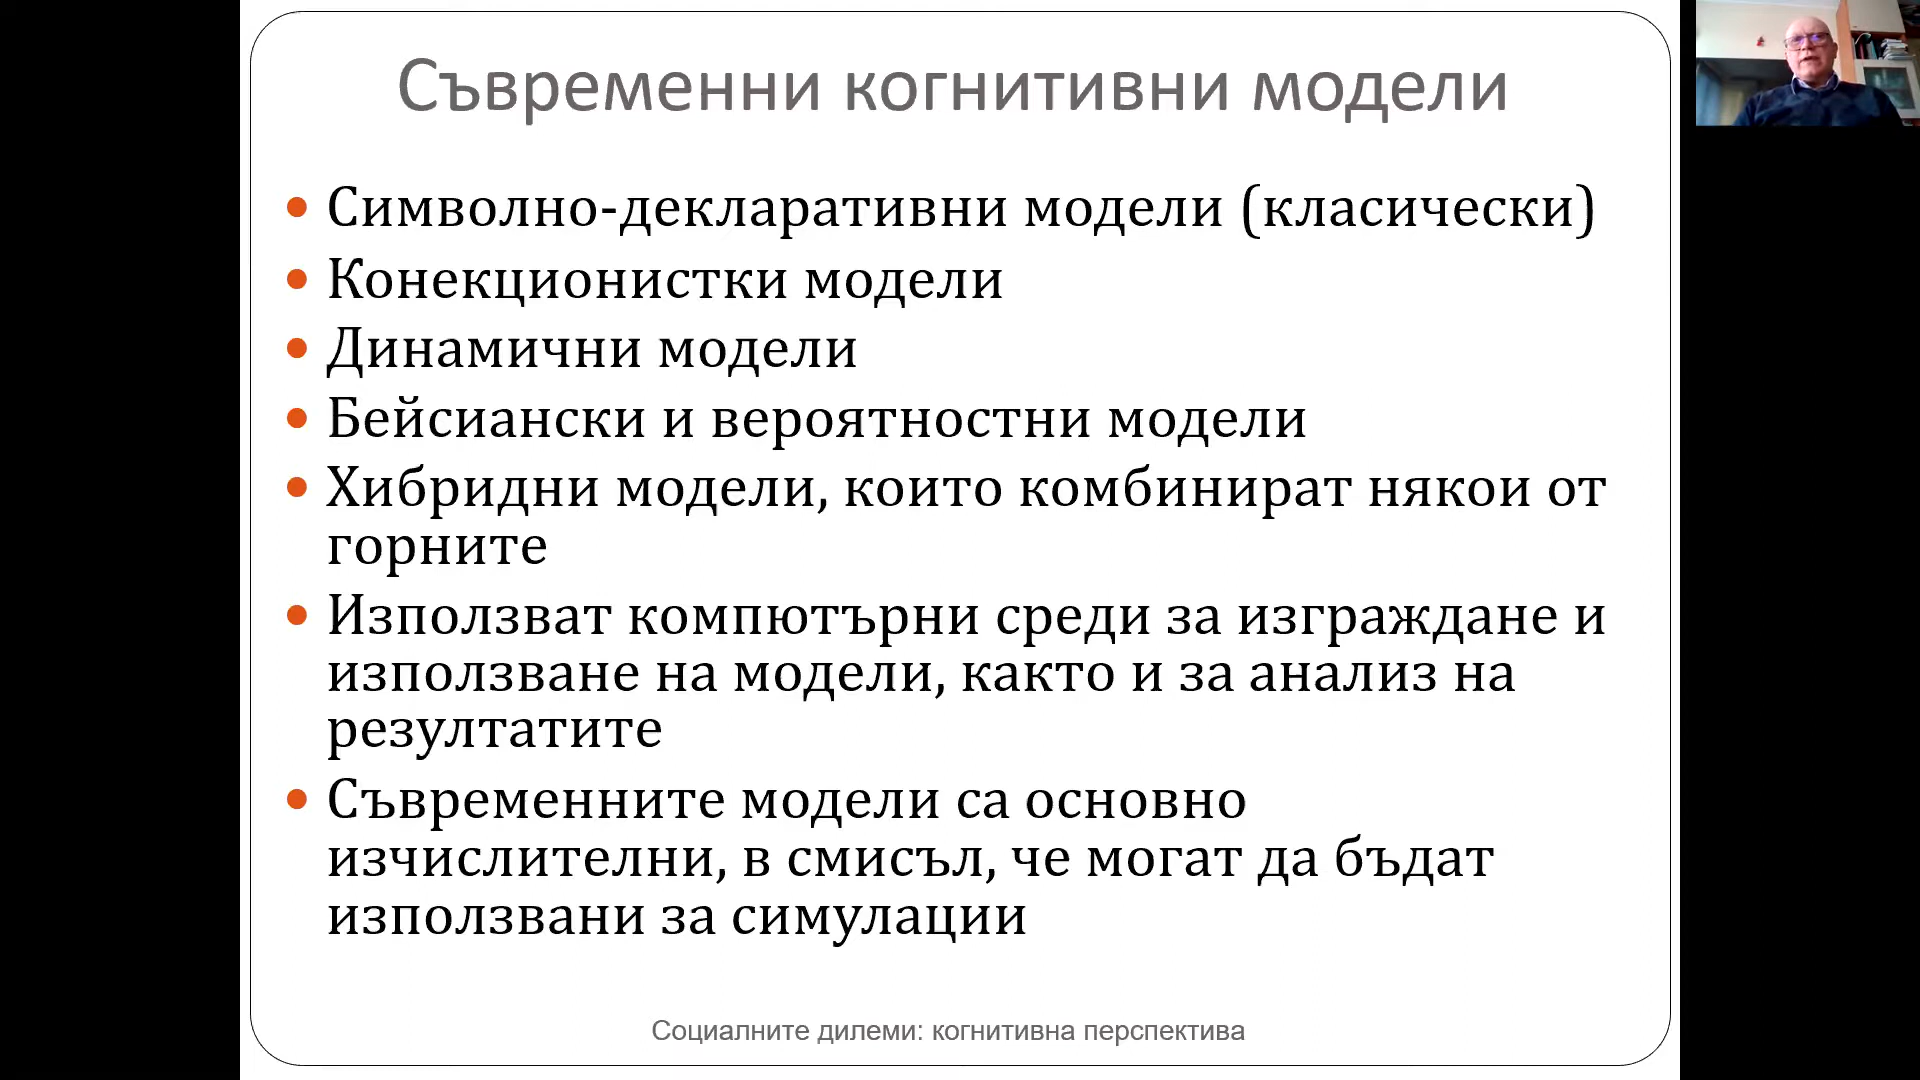 Съвременни когнитивни модели
• Символно-декларативни модели (класически)
• Конекционистки модели
• Динамични модели
• Бейсиански и вероятностни модели
• Хибридни модели, които комбинират някои от
горните
• Използват компютърни среди за изграждане и
използване на модели, както и за анализ на
резултатите
• Съвременните модели са основно
изчислителни, в смисъл, че могат да бъдат
използвани за симулации
Социалните дилеми: когнитивна перспектива